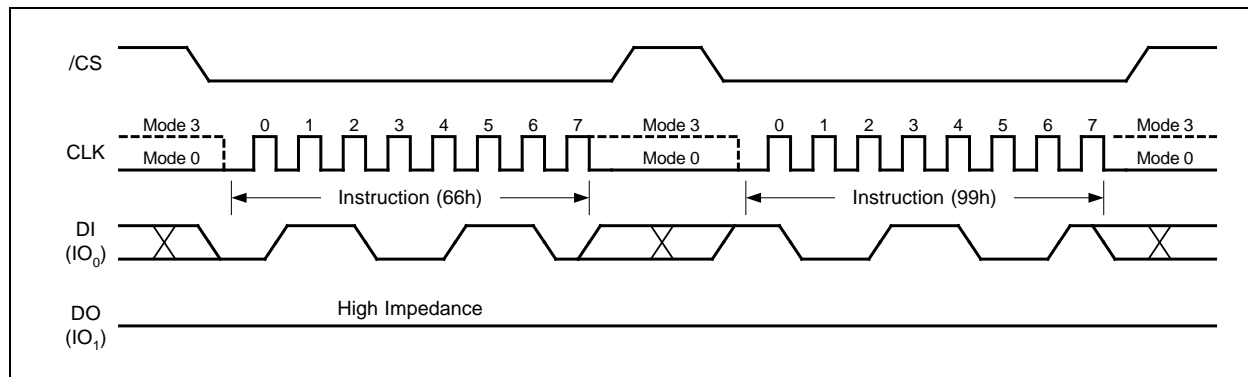 /CS
Mode 3 0 1 2 3 4 5 6 7 Mode 3 0 1 2 3 4 5 6 7 Mode 3
CLK
Mode 0 Mode 0 Mode 0
Instruction (66h) Instruction (99h)
DI
(IO0)
High Impedance
DO
(IO1)